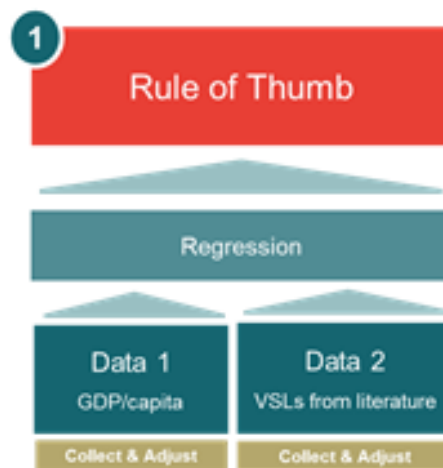 1
Rule of Thumb
Regression
Data 1
GDP/capita
Data 2
VSLs from literature
Collect & Adjust
Collect & Adjust